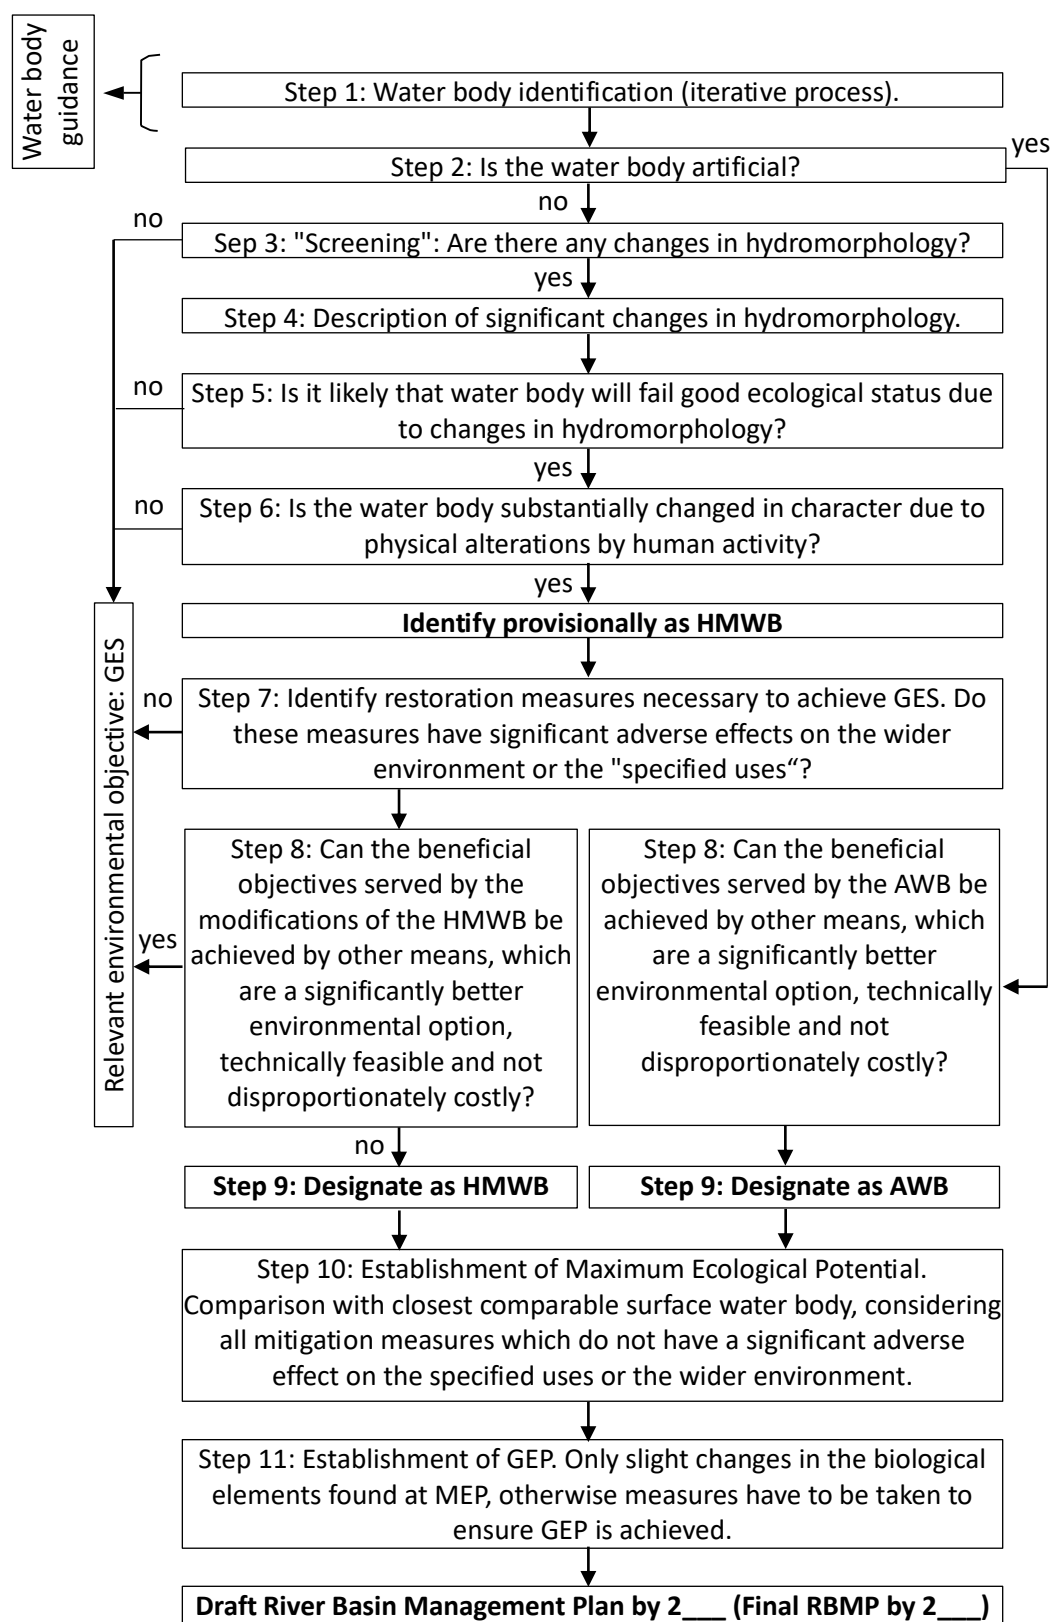 Water body
guidance
Step 1: Water body identification (iterative process).
yes
Step 2: Is the water body artificial?
no
no
Sep 3: "Screening": Are there any changes in hydromorphology?
yes
Step 4: Description of significant changes in hydromorphology.
no
Step 5: Is it likely that water body will fail good ecological status due
to changes in hydromorphology?
yes
no
Step 6: Is the water body substantially changed in character due to
physical alterations by human activity?
yes
Identify provisionally as HMWB
Relevant environmental objective: GES
no
Step 7: Identify restoration measures necessary to achieve GES. Do
these measures have significant adverse effects on the wider
environment or the "specified uses“?
yes
Step 8: Can the beneficial
objectives served by the
modifications of the HMWB be
achieved by other means, which
are a significantly better
environmental option,
technically feasible and not
disproportionately costly?
Step 8: Can the beneficial
objectives served by the AWB be
achieved by other means, which
are a significantly better
environmental option, technically
feasible and not
disproportionately costly?
no
Step 9: Designate as HMWB
Step 9: Designate as AWB
Step 10: Establishment of Maximum Ecological Potential.
Comparison with closest comparable surface water body, considering
all mitigation measures which do not have a significant adverse
effect on the specified uses or the wider environment.
Step 11: Establishment of GEP. Only slight changes in the biological
elements found at MEP, otherwise measures have to be taken to
ensure GEP is achieved.
Draft River Basin Management Plan by 2___ (Final RBMP by 2___)